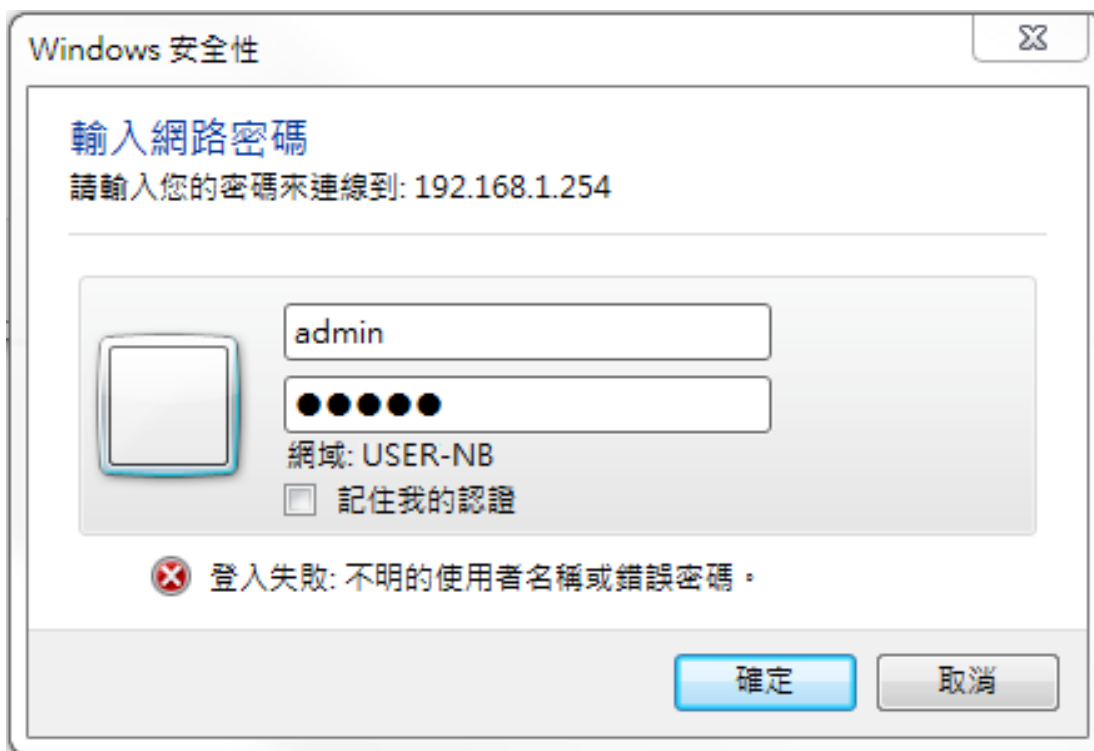 Windows 安全性
輸入網路密碼
請輸入您的密碼來連線到: 192.168.1.254
admin
●●●●●
網域: USER-NB
記住我的認證
登入失敗: 不明的使用者名稱或錯誤密碼。
確定
取消